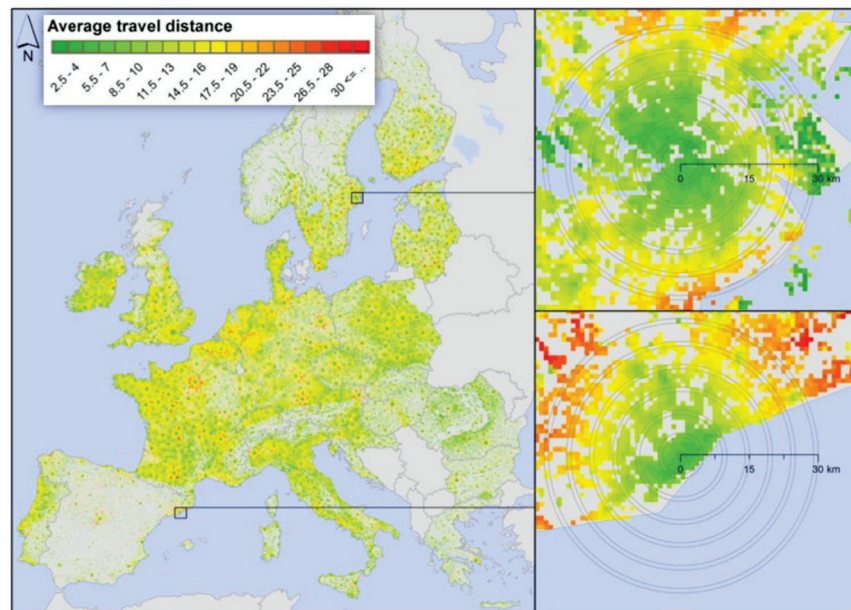 Average travel distance
2.5 - 4
5.5 - 7
8.5 - 10
11.5 - 13
14.5 - 16
17.5 - 19
20.5 - 22
23.5 - 25
26.5 - 28
30 <= ..
N
0 15 30 km
0 15 30 km